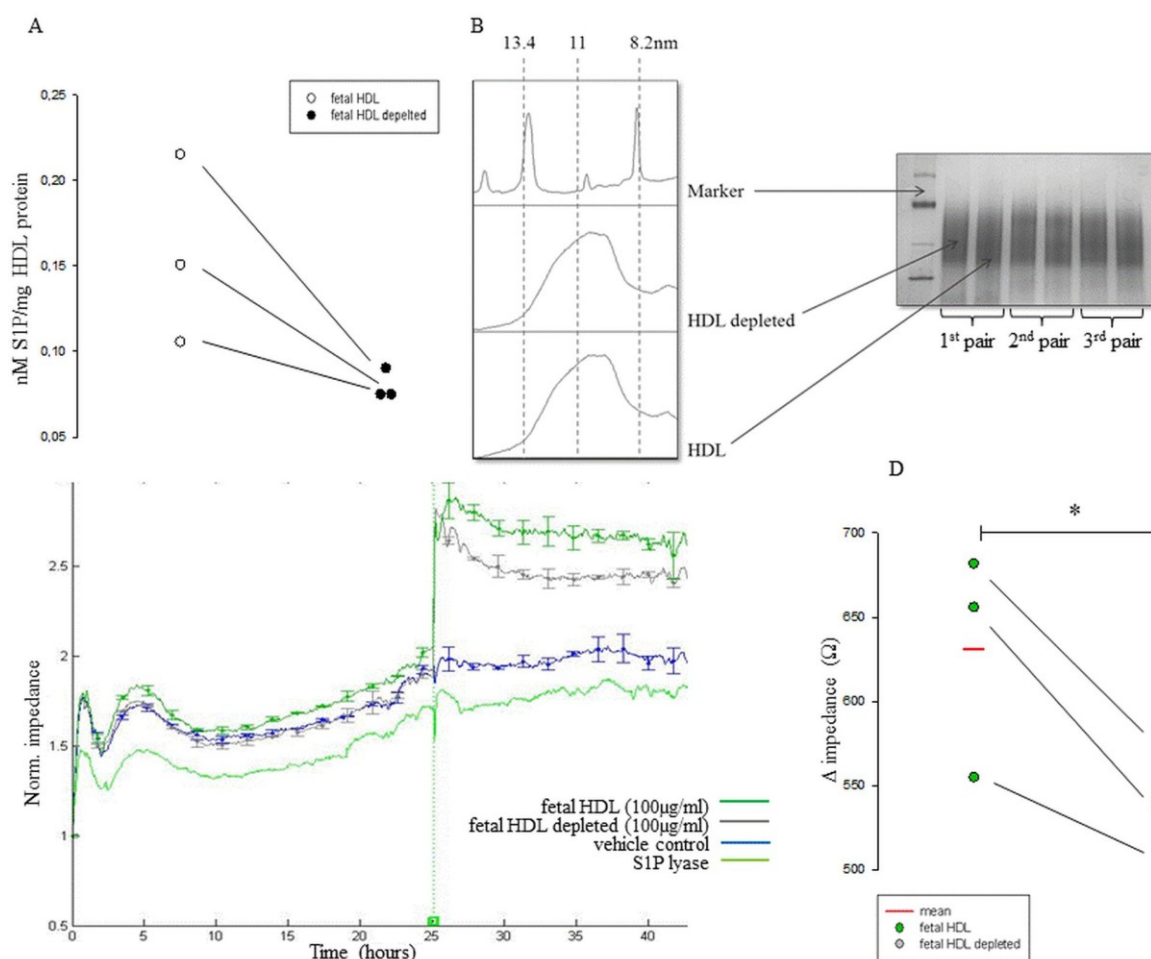 A
fetal HDL
fetal HDL depelted
0,25
0,20
0,15
0,10
0,05
nM S1P/mg HDL protein
B
13.4 11 8.2nm
Marker
HDL depleted
HDL
1st pair 2nd pair 3rd pair
Norm. impedance
2.5
2
1.5
1
0.5
0 5 10 15 20 25 30 35 40
Time (hours)
fetal HDL (100µg/ml)
fetal HDL depleted (100µg/ml)
vehicle control
S1P lyase
D
*
700
650
600
550
500
Δ impedance (Ω)
mean
fetal HDL
fetal HDL depleted